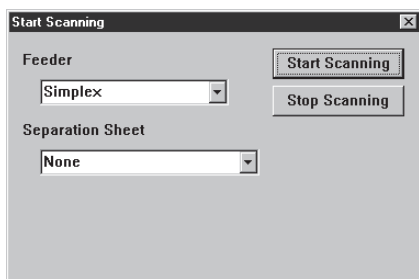 Start Scanning
Feeder
Simplex
Separation Sheet
None
Start Scanning
Stop Scanning